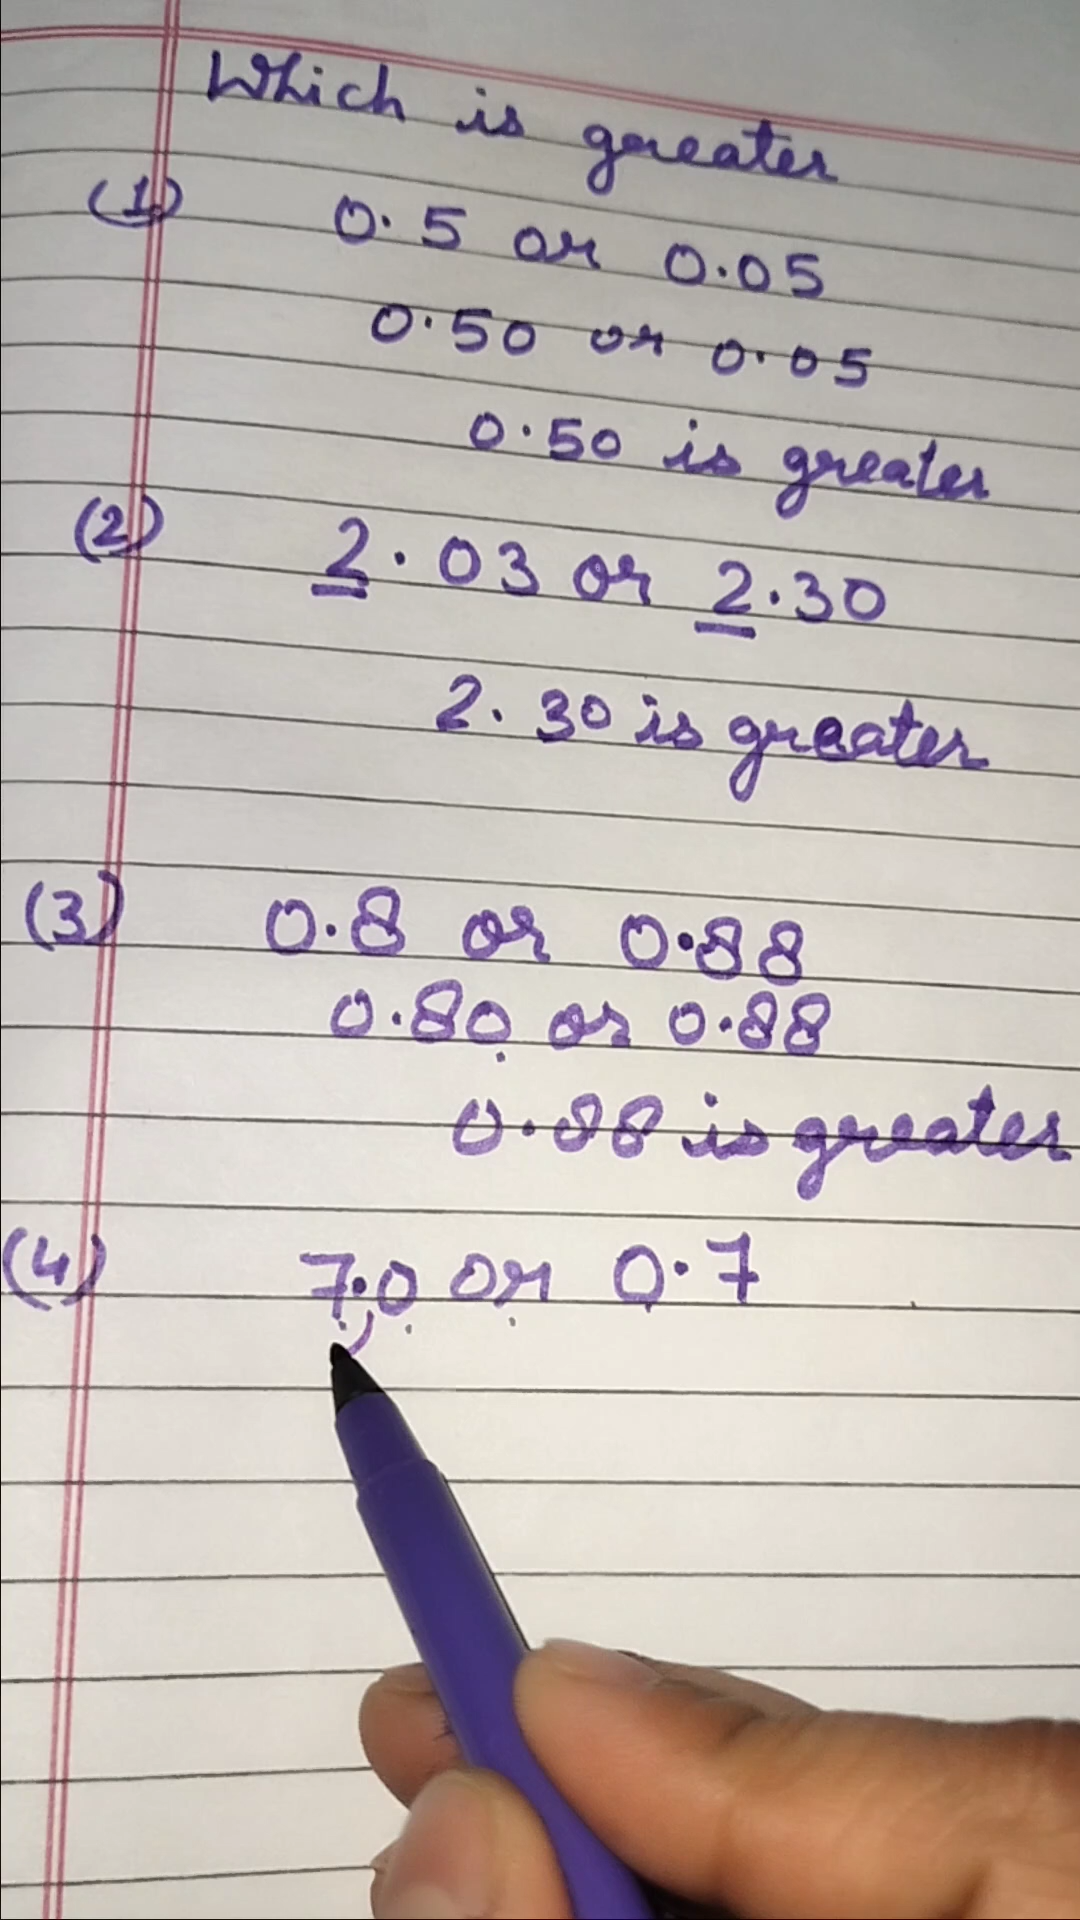 Which is greater
(1) 0.5 or 0.05
0.50 or 0.05
0.50 is greater
(2) 2.03 or 2.30
2.30 is greater
(3) 0.8 or 0.88
0.80 or 0.88
0.88 is greater
(4) 7.0 or 0.7